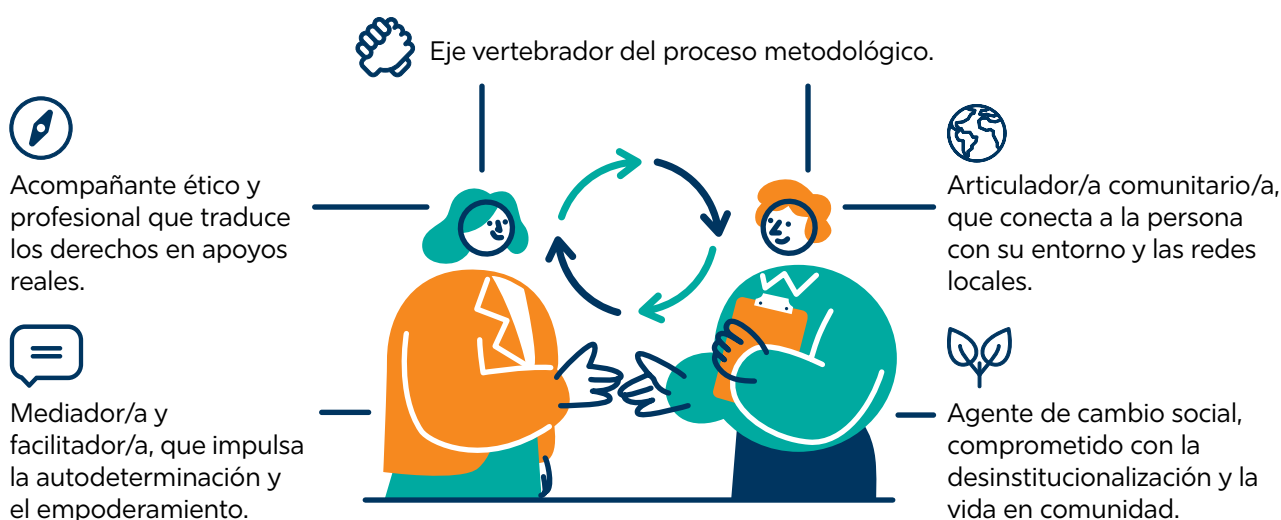 Eje vertebrador del proceso metodológico.
Acompañante ético y
profesional que traduce
los derechos en apoyos
reales.
Mediador/a y
facilitador/a, que impulsa
la autodeterminación y
el empoderamiento.
Articulador/a comunitario/a,
que conecta a la persona
con su entorno y las redes
locales.
Agente de cambio social,
comprometido con la
desinstitucionalización y la
vida en comunidad.